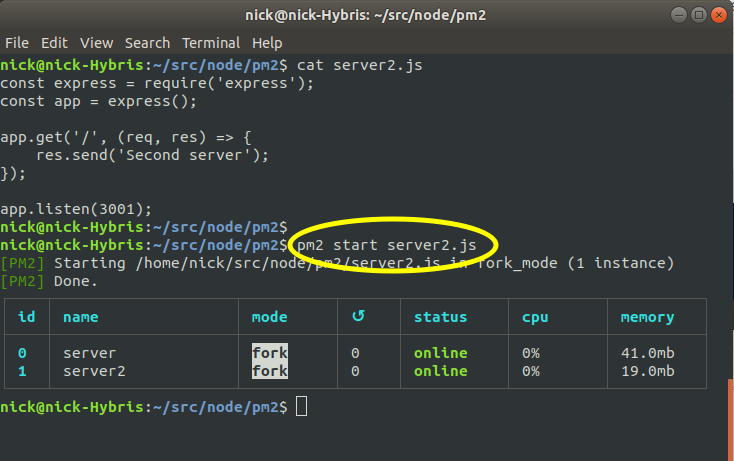 nick@nick-Hybris: ~/src/node/pm2
File Edit View Search Terminal Help
nick@nick-Hybris:~/src/node/pm2$ cat server2.js
const express = require('express');
const app = express();
app.get('/', (req, res) => {
    res.send('Second server');
});
app.listen(3001);
nick@nick-Hybris:~/src/node/pm2$
nick@nick-Hybris:~/src/node/pm2$ pm2 start server2.js
[PM2] Starting /home/nick/src/node/pm2/server2.js in fork_mode (1 instance)
[PM2] Done.
id name mode ↺ status cpu memory
0 server fork 0 online 0% 41.0mb
1 server2 fork 0 online 0% 19.0mb
nick@nick-Hybris:~/src/node/pm2$